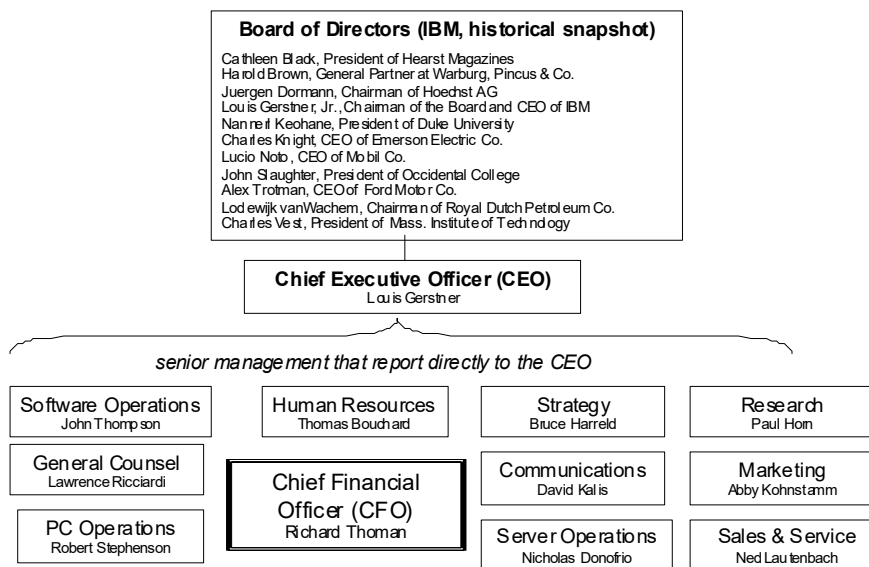 Board of Directors (IBM, historical snapshot)
Cathleen Black, President of Hearst Magazines
Harold Brown, General Partner at Warburg, Pincus & Co.
Juergen Dormann, Chairman of Hoechst AG
Louis Gerstner, Jr., Chairman of the Board and CEO of IBM
Nannerl Keohane, President of Duke University
Charles Knight, CEO of Emerson Electric Co.
Lucio Noto, CEO of Mobil Co.
John Slaughter, President of Occidental College
Alex Trotman, CEO of Ford Motor Co.
Lodewijk van Wachem, Chairman of Royal Dutch Petroleum Co.
Charles Vest, President of Mass. Institute of Technology
Chief Executive Officer (CEO)
Louis Gerstner
senior management that report directly to the CEO
Software Operations
John Thompson
Human Resources
Thomas Bouchard
Strategy
Bruce Harreld
Research
Paul Horn
General Counsel
Lawrence Ricciardi
Chief Financial
Officer (CFO)
Richard Thoman
Communications
David Kalis
Marketing
Abby Kohnstamm
PC Operations
Robert Stephenson
Server Operations
Nicholas Donofrio
Sales & Service
Ned Lautenbach